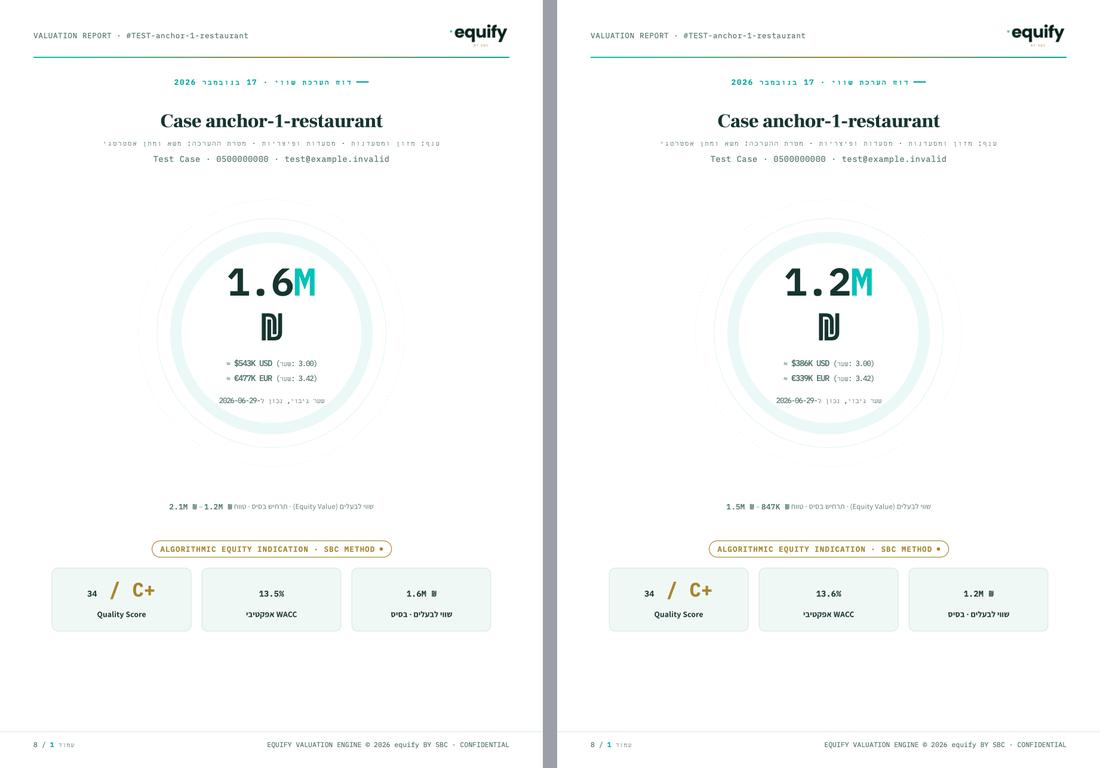 VALUATION REPORT · #TEST-anchor-1-restaurant
equify
BY SBC
דוח הערכת שווי · 17 בנובמבר 2026
Case anchor-1-restaurant
ענף: מזון ומסעדנות · מסעדות ופיצריות · מטרת ההערכה: משא ומתן אסטרטגי
Test Case · 0500000000 · test@example.invalid
1.6M
₪
≈ $543K USD (שער: 3.00)
≈ €477K EUR (שער: 3.42)
שער גיבוי, נכון ל-2026-06-29
שווי לבעלים (Equity Value) · תרחיש בסיס · טווח ₪ 1.2M – ₪ 2.1M
ALGORITHMIC EQUITY INDICATION · SBC METHOD
34 / C+
Quality Score
13.5%
WACC אפקטיבי
1.6M ₪
שווי לבעלים · בסיס
8 / 1 עמוד
EQUIFY VALUATION ENGINE © 2026 equify BY SBC · CONFIDENTIAL
VALUATION REPORT · #TEST-anchor-1-restaurant
equify
BY SBC
דוח הערכת שווי · 17 בנובמבר 2026
Case anchor-1-restaurant
ענף: מזון ומסעדנות · מסעדות ופיצריות · מטרת ההערכה: משא ומתן אסטרטגי
Test Case · 0500000000 · test@example.invalid
1.2M
₪
≈ $386K USD (שער: 3.00)
≈ €339K EUR (שער: 3.42)
שער גיבוי, נכון ל-2026-06-29
שווי לבעלים (Equity Value) · תרחיש בסיס · טווח ₪ 847K – ₪ 1.5M
ALGORITHMIC EQUITY INDICATION · SBC METHOD
34 / C+
Quality Score
13.6%
WACC אפקטיבי
1.2M ₪
שווי לבעלים · בסיס
8 / 1 עמוד
EQUIFY VALUATION ENGINE © 2026 equify BY SBC · CONFIDENTIAL